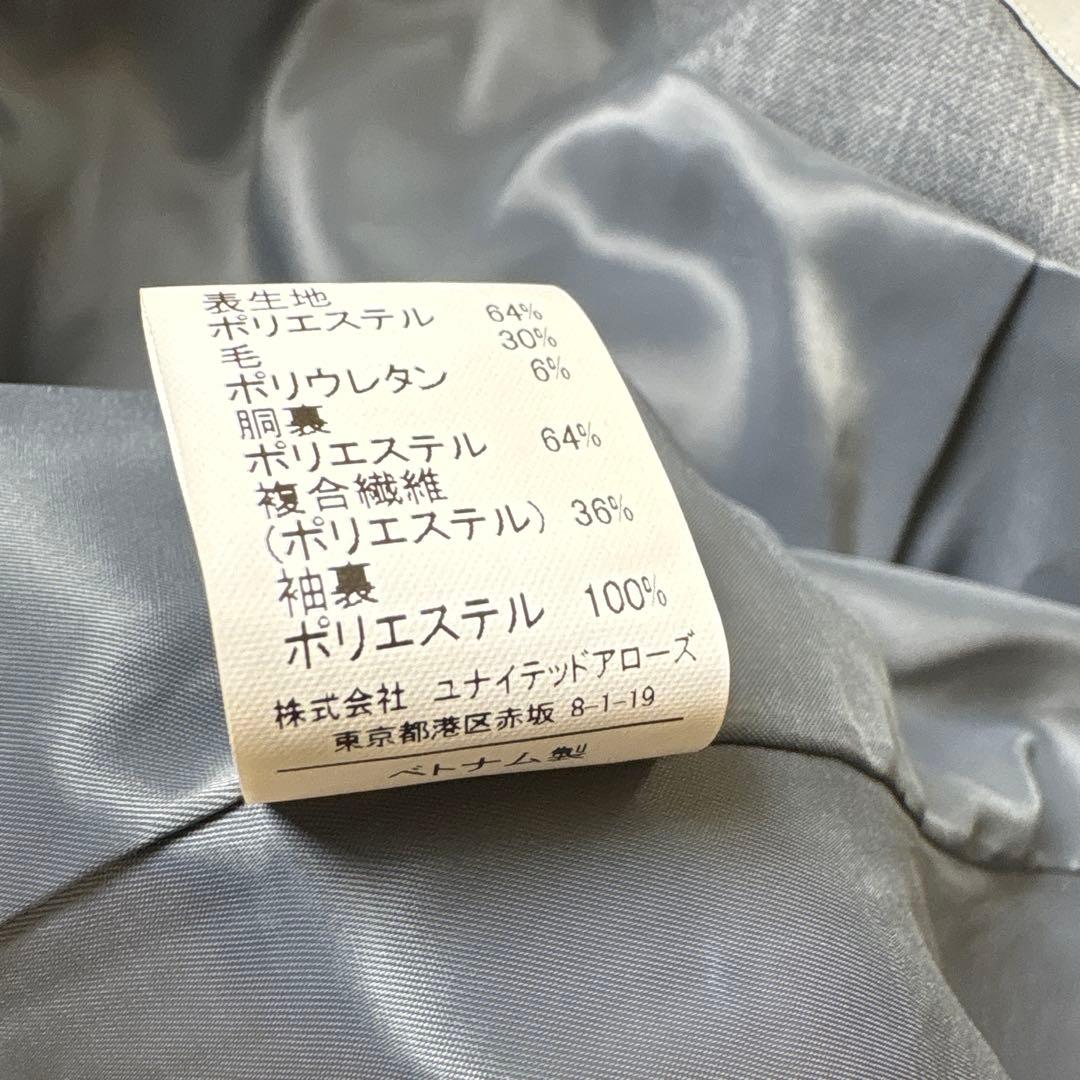 表生地
ポリエステル 64%
毛 30%
ポリウレタン 6%
胴裏
ポリエステル 64%
複合繊維
(ポリエステル) 36%
袖裏
ポリエステル 100%
株式会社 ユナイテッドアローズ
東京都港区赤坂 8-1-19
ベトナム製